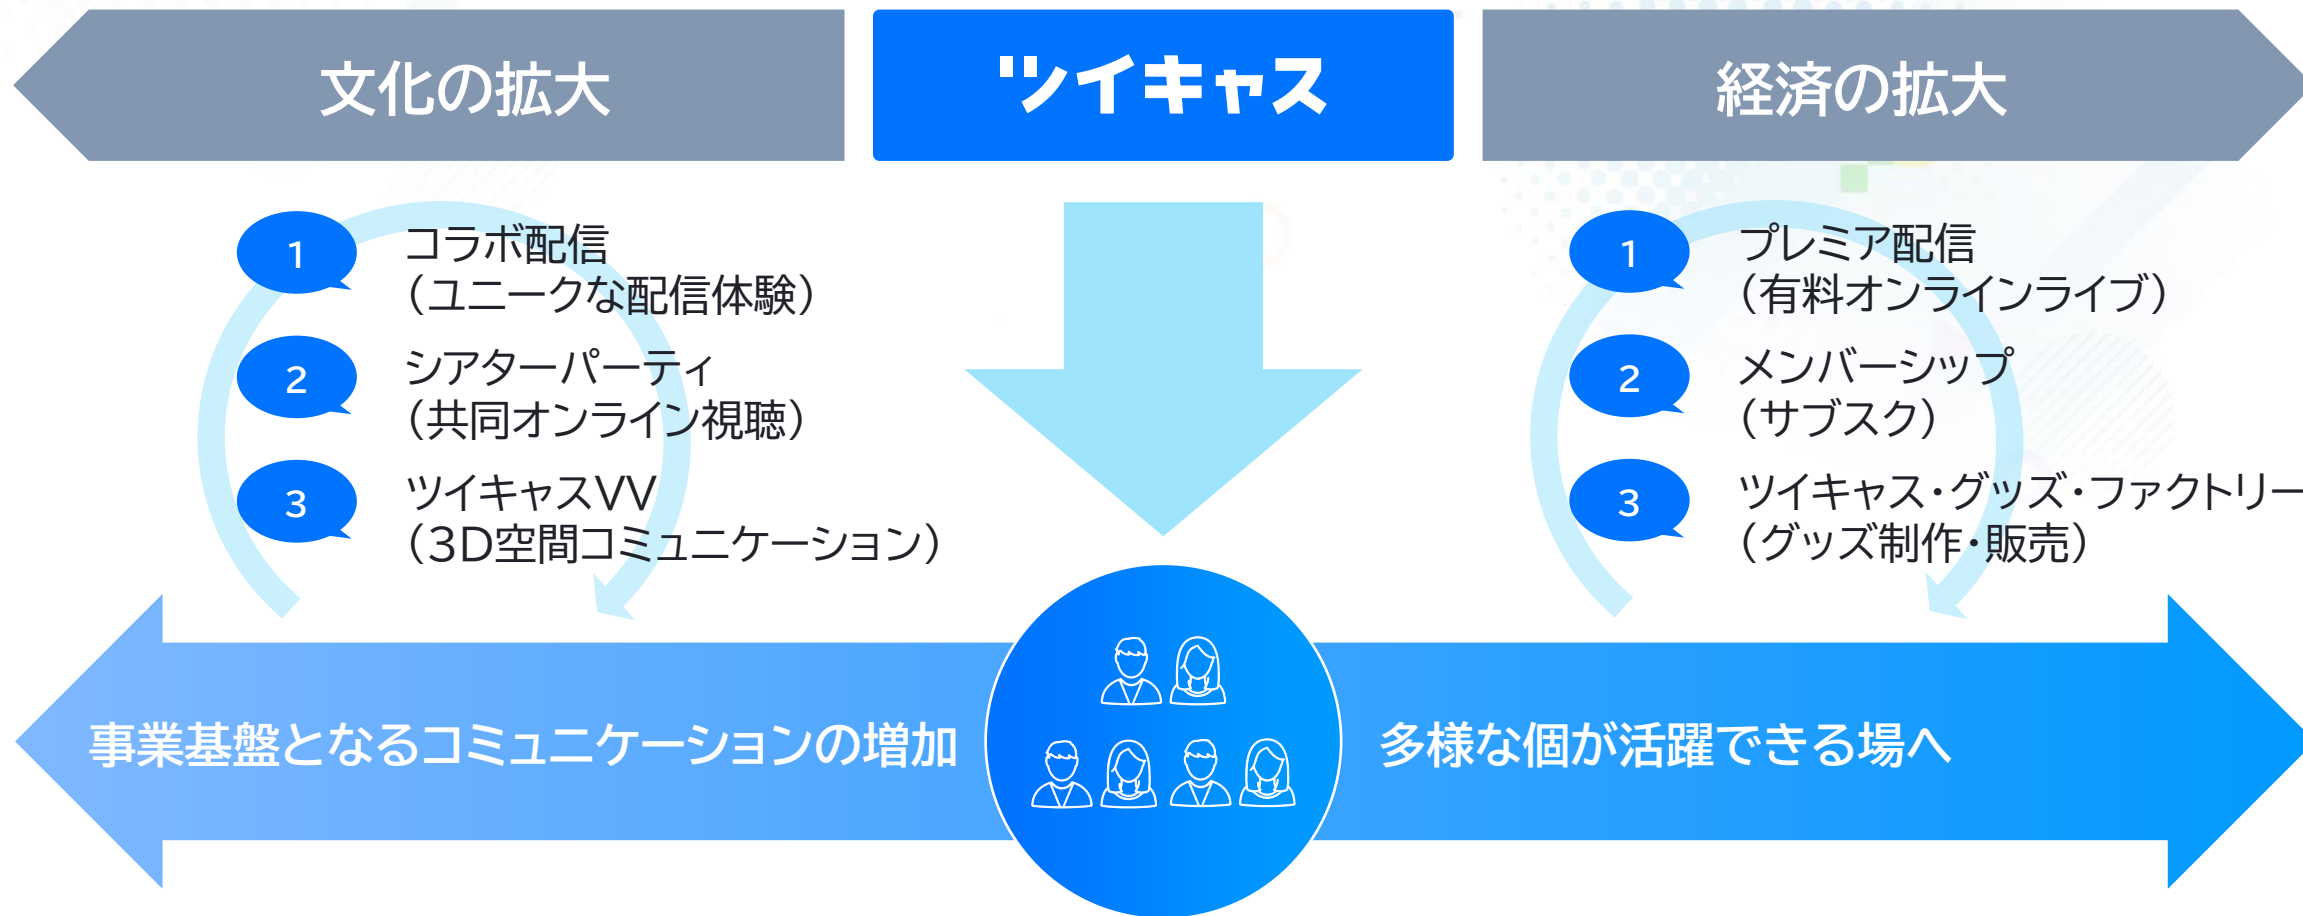 文化の拡大
ツイキャス
経済の拡大
1
コラボ配信
（ユニークな配信体験）
2
シアターパーティ
（共同オンライン視聴）
3
ツイキャスVV
（3D空間コミュニケーション）
1
プレミア配信
（有料オンラインライブ）
2
メンバーシップ
（サブスク）
3
ツイキャス・グッズ・ファクトリー
（グッズ制作・販売）
事業基盤となるコミュニケーションの増加
多様な個が活躍できる場へ